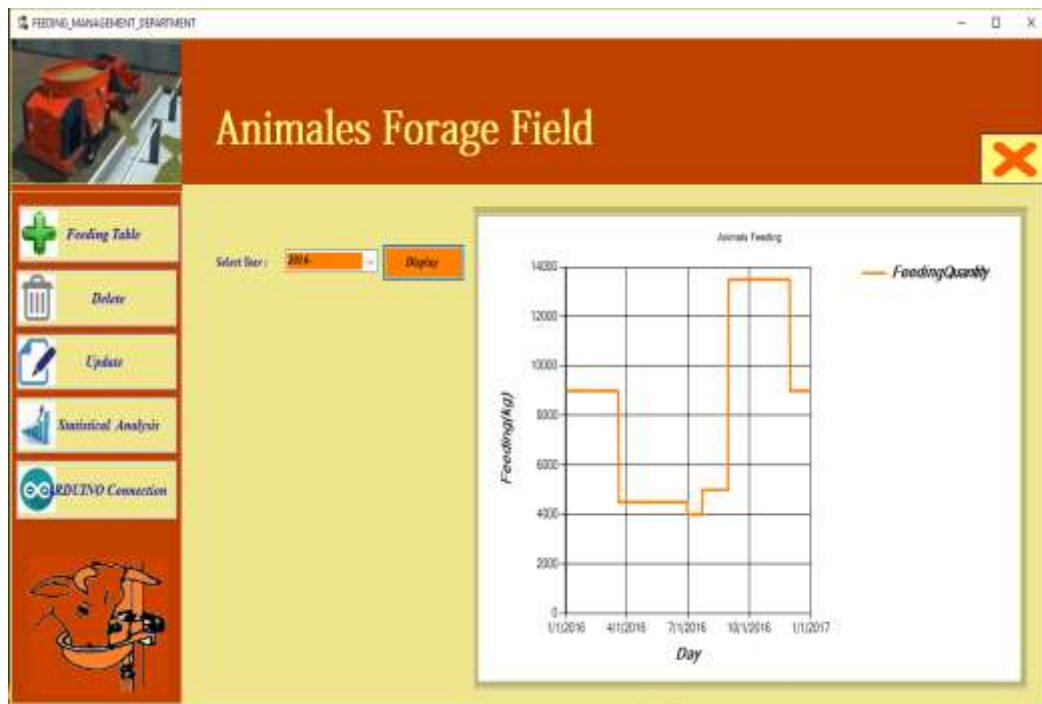 FEEDING_MANAGEMENT_DEPARTMENT
Animales Forage Field
Feeding Table
Delete
Update
Statistical Analysis
ARDUINO Connection
Select Year :
2016-
Display
Animals Feeding
FeedingQuantity
14000
12000
10000
8000
6000
4000
2000
0
Feeding(kg)
1/1/2016 4/1/2016 7/1/2016 10/1/2016 1/1/2017
Day